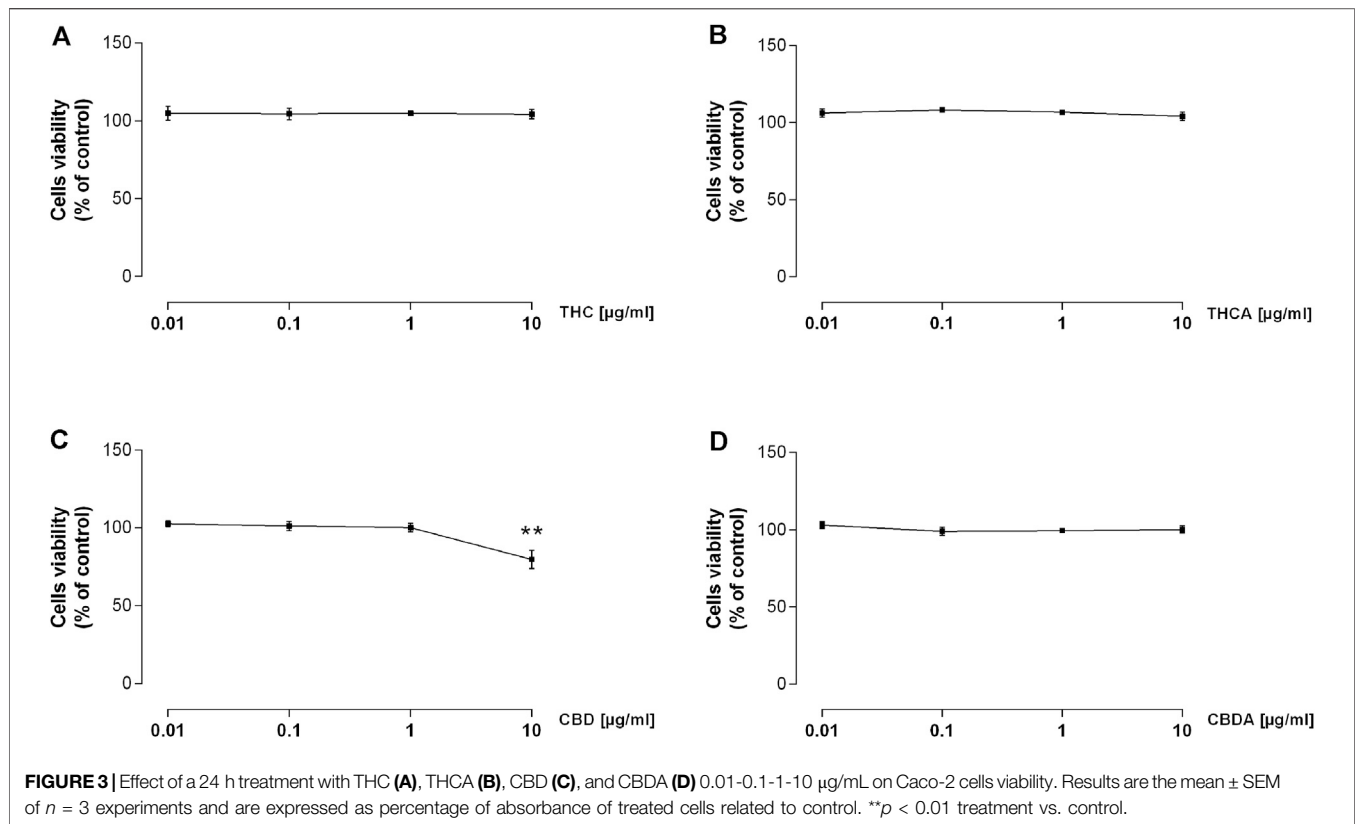 A
150
100
50
0
Cells viability
(% of control)
0.01 0.1 1 10
THC [µg/ml]
B
150
100
50
0
Cells viability
(% of control)
0.01 0.1 1 10
THCA [µg/ml]
C
150
100
50
0
Cells viability
(% of control)
**
0.01 0.1 1 10
CBD [µg/ml]
D
150
100
50
0
Cells viability
(% of control)
0.01 0.1 1 10
CBDA [µg/ml]
FIGURE 3 | Effect of a 24 h treatment with THC (A), THCA (B), CBD (C), and CBDA (D) 0.01-0.1-1-10 µg/mL on Caco-2 cells viability. Results are the mean ± SEM
of n = 3 experiments and are expressed as percentage of absorbance of treated cells related to control. **p < 0.01 treatment vs. control.